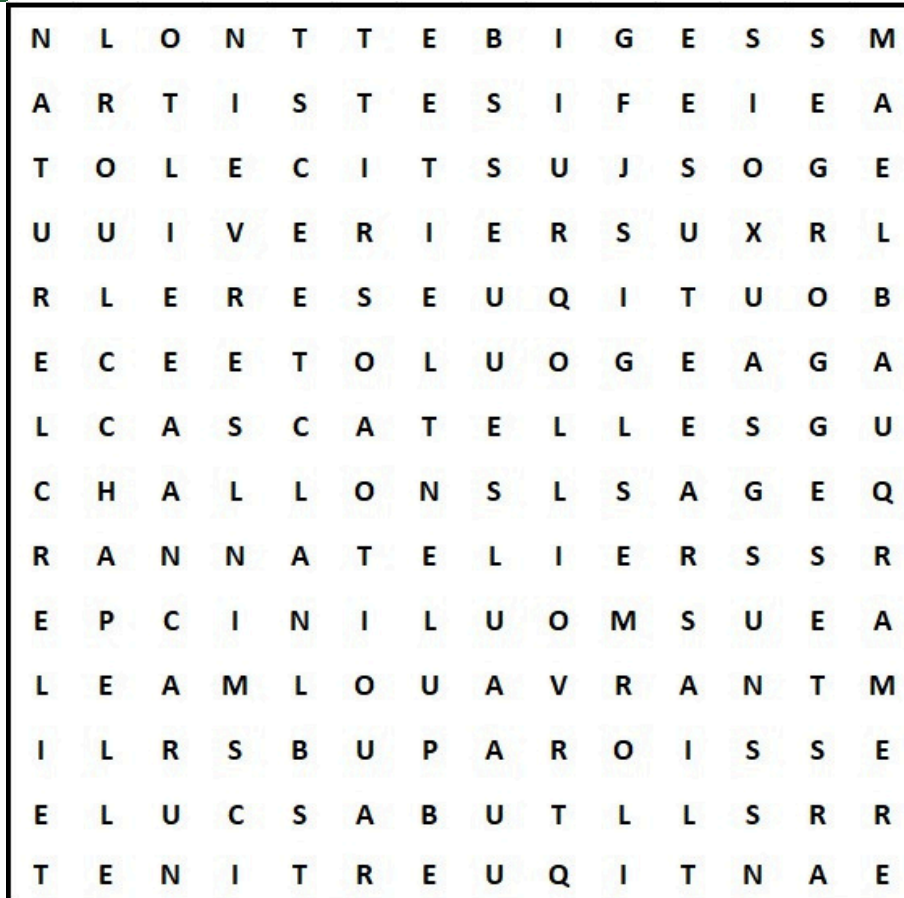 N L O N T T E B I G E S S M
A R T I S T E S I F E I E A
T O L E C I T S U J S O G E
U U I V E R I E R S U X R L
R L E R E S E U Q I T U O B
E C E E T O L U O G E A G A
L C A S C A T E L L E S G U
C H A L L O N S L S A G E Q
R A N N A T E L I E R S S R
E P C I N I L U O M S U E A
L E A M L O U A V R A N T M
I L R S B U P A R O I S S E
E L U C S A B U T L L S R R
T E N I T R E U Q I T N A E